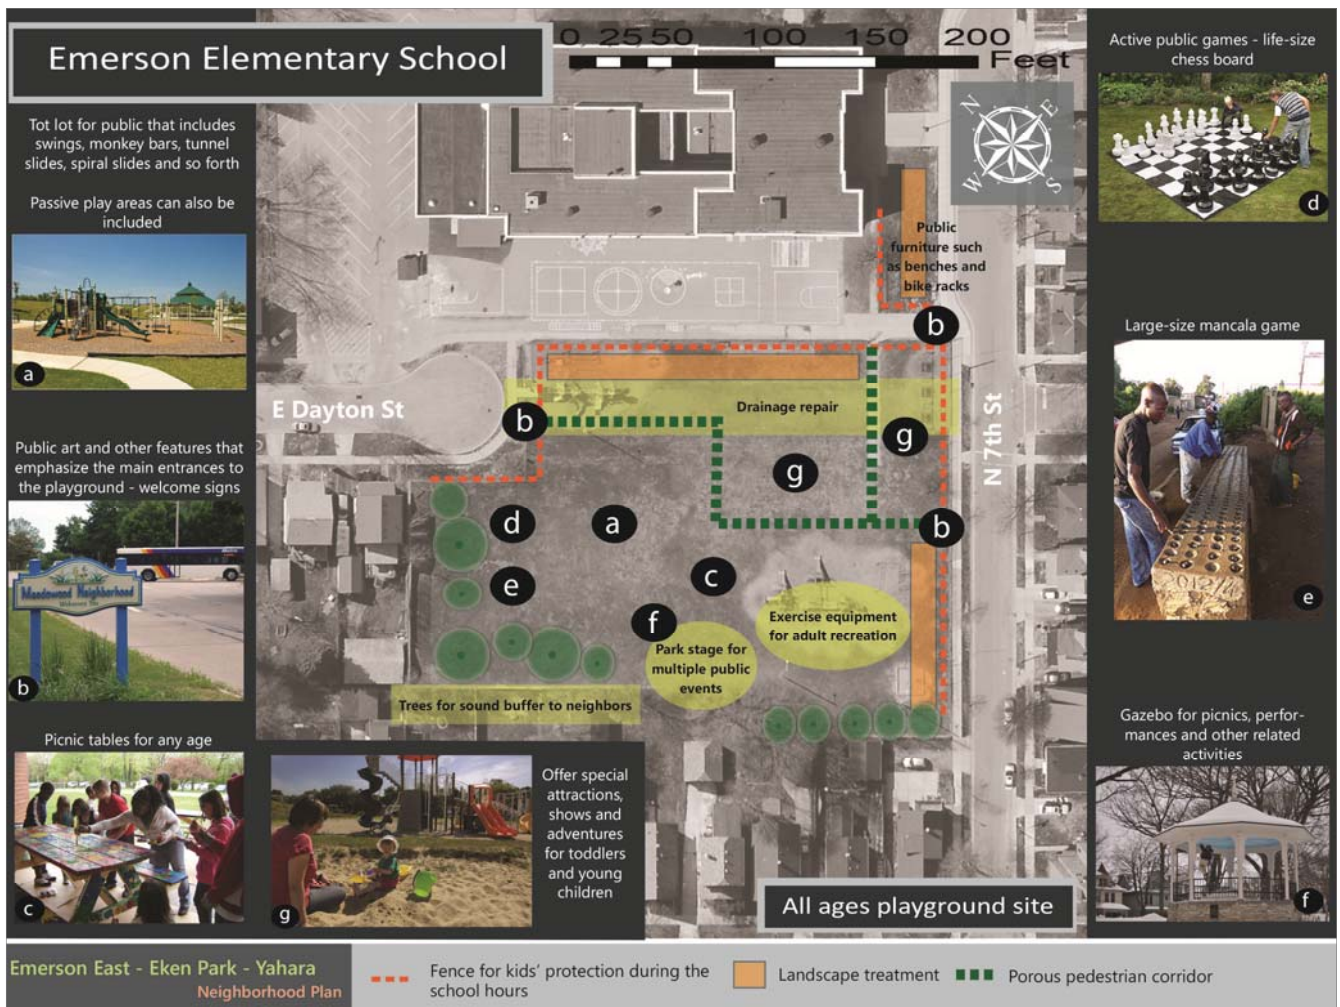 Emerson Elementary School
0 25 50 100 150 200
Feet
N
E
W
S
Tot lot for public that includes
swings, monkey bars, tunnel
slides, spiral slides and so forth
Passive play areas can also be
included
a
Public art and other features that
emphasize the main entrances to
the playground - welcome signs
Meadowood Neighborhood
b
Picnic tables for any age
c
g
Offer special
attractions,
shows and
adventures
for toddlers
and young
children
Public
furniture such
as benches and
bike racks
b
E Dayton St
b
Drainage repair
g
g
N 7th St
d
a
b
e
c
f
Exercise equipment
for adult recreation
Park stage for
multiple public
events
Trees for sound buffer to neighbors
All ages playground site
Active public games - life-size
chess board
d
Large-size mancala game
2012
e
Gazebo for picnics, perfor-
mances and other related
activities
f
Emerson East - Eken Park - Yahara
Neighborhood Plan
Fence for kids' protection during the
school hours
Landscape treatment
Porous pedestrian corridor